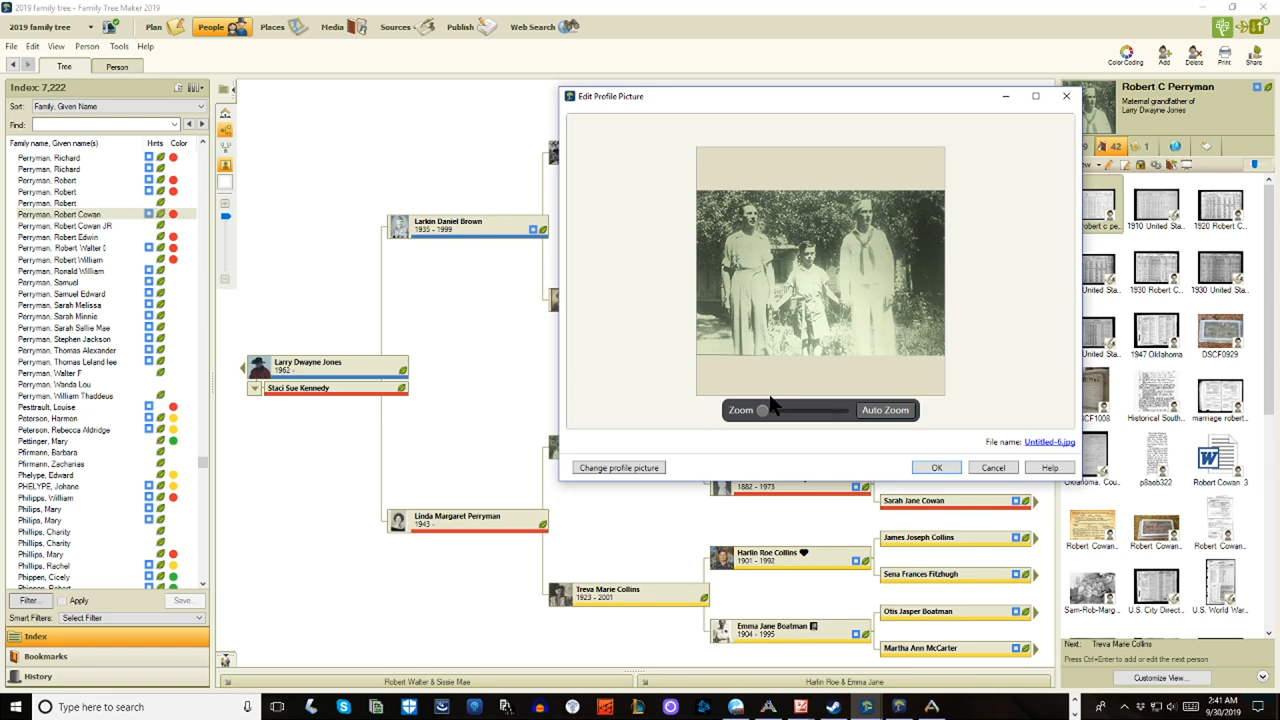 2019 family tree - Family Tree Maker 2019
2019 family tree
Plan
People
Places
Media
Sources
Publish
Web Search
File Edit View Person Tools Help
Color Coding Add Delete Print Share
Tree
Person
Index: 7,222
Sort: Family, Given Name
Find:
Family name, Given name(s) Hints Color
Perryman, Richard
Perryman, Richard
Perryman, Robert
Perryman, Robert
Perryman, Robert
Perryman, Robert Cowan
Perryman, Robert Cowan JR
Perryman, Robert Edwin
Perryman, Robert Walter
Perryman, Robert William
Perryman, Ronald William
Perryman, Samuel
Perryman, Samuel Edward
Perryman, Sarah Melissa
Perryman, Sarah Minnie
Perryman, Sarah Sallie Mae
Perryman, Stephen
Perryman, Thomas Alexander
Perryman, Thomas Leland lee
Perryman, Walter F
Perryman, Wanda Lou
Perryman, William Thaddeus
Pesttrault, Louise
Peterson, Harmon
Peterson, Rebecca Aldridge
Pettinger, Mary
Pfirmann, Barbara
Pfirmann, Zacharias
Phelype, Edward
PHELYPE, Johane
Philipps, William
Philips, Mary
Philips, Mary
Phillips, Charity
Phillips, Charity
Phillips, Mary
Phillips, Rachel
Phippen, Cicely
Filter...
Apply
Save...
Smart Filters: Select Filter
Index
Bookmarks
History
Larkin Daniel Brown
1935 - 1999
Larry Dwayne Jones
1962 -
Staci Sue Kennedy
Linda Margaret Perryman
1943 -
Treva Marie Collins
1923 - 2001
1882 - 1973
Harlin Roe Collins
1901 - 1992
Emma Jane Boatman
1904 - 1995
Sarah Jane Cowan
James Joseph Collins
Sena Frances Fitzhugh
Otis Jasper Boatman
Martha Ann McCarter
Robert Walter & Sissie Mae
Harlin Roe & Emma Jane
Edit Profile Picture
Zoom
Auto Zoom
File name: Untitled-6.jpg
Change profile picture
OK
Cancel
Help
Robert C Perryman
Maternal grandfather of
Larry Dwayne Jones
9
42
1
1910 United S...
1920 Robert C...
United Sta...
1930 Robert C...
1930 United Sta...
United Sta...
1947 Oklahoma
DSCF0929
Historical South...
marriage robert...
Oklahoma, Cou...
p8aeb322
Robert Cowan 3
Robert Cowan...
Robert Cowan...
Robert Cowan...
Sam-Rob-Marg...
U.S. City Direct...
U.S. World War...
Next: Treva Marie Collins
Press Ctrl+Enter to add or edit the next person
Customize View...
Type here to search
2:41 AM
9/30/2019